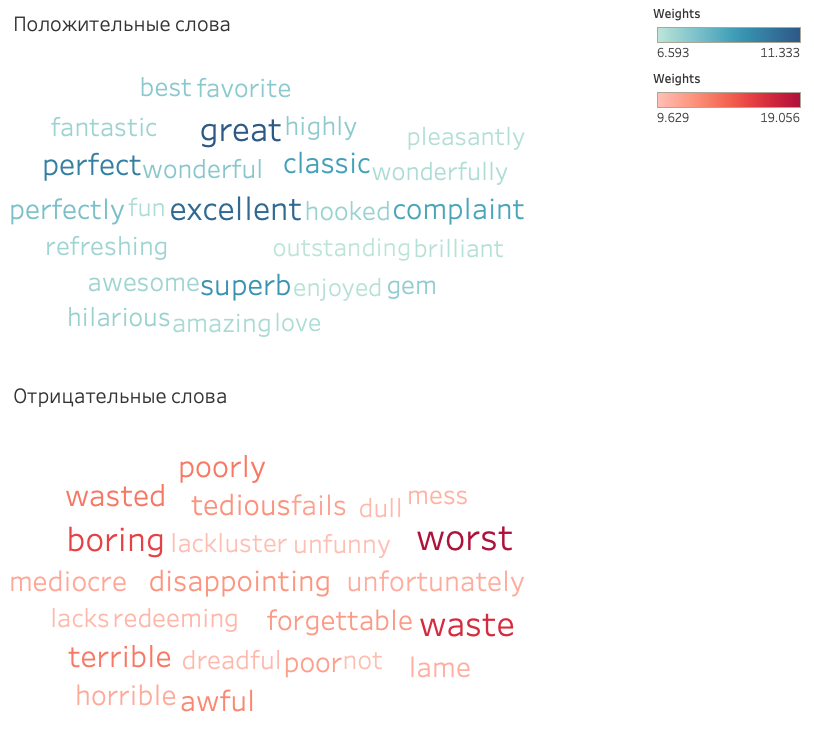 Положительные слова
Weights
6.593 11.333
Weights
9.629 19.056
best favorite
fantastic great highly pleasantly
perfect wonderful classic wonderfully
perfectly fun excellent hooked complaint
refreshing outstanding brilliant
awesome superb enjoyed gem
hilarious amazing love
Отрицательные слова
poorly
wasted tedious fails dull mess
boring lackluster unfunny worst
mediocre disappointing unfortunately
lacks redeeming forgettable waste
terrible dreadful poor not lame
horrible awful